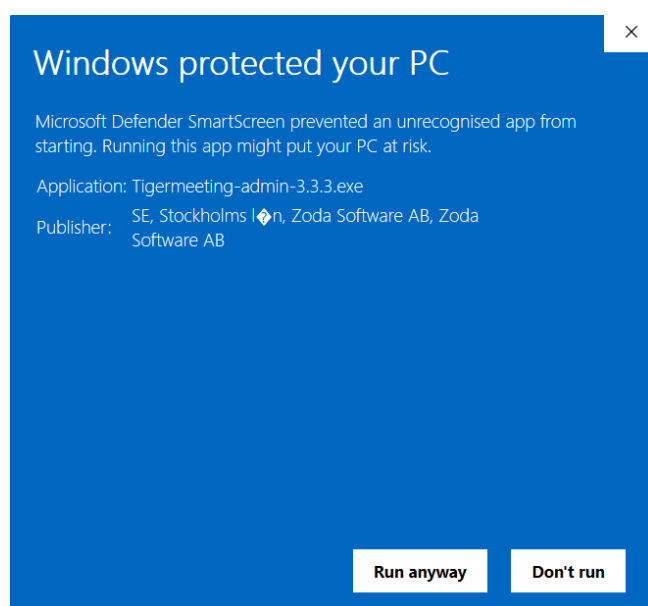 Windows protected your PC
Microsoft Defender SmartScreen prevented an unrecognised app from
starting. Running this app might put your PC at risk.
Application: Tigermeeting-admin-3.3.3.exe
Publisher: SE, Stockholms l�n, Zoda Software AB, Zoda
Software AB
Run anyway
Don't run